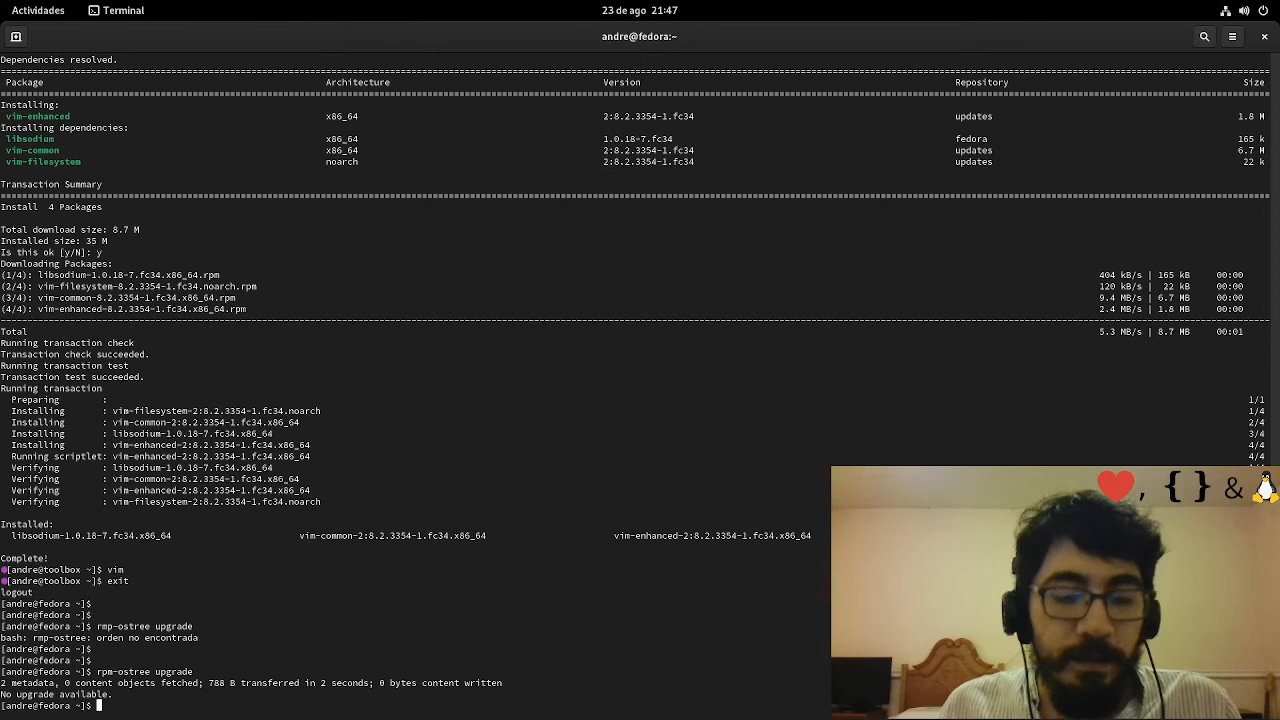 Actividades Terminal 23 de ago 21:47
andre@fedora:~
Dependencies resolved.
Package Architecture Version Repository Size
Installing:
vim-enhanced x86_64 2:8.2.3354-1.fc34 updates 1.8 M
Installing dependencies:
libsodium x86_64 1.0.18-7.fc34 fedora 165 k
vim-common x86_64 2:8.2.3354-1.fc34 updates 6.7 M
vim-filesystem noarch 2:8.2.3354-1.fc34 updates 22 k
Transaction Summary
Install 4 Packages
Total download size: 8.7 M
Installed size: 35 M
Is this ok [y/N]: y
Downloading Packages:
(1/4): libsodium-1.0.18-7.fc34.x86_64.rpm 404 kB/s | 165 kB 00:00
(2/4): vim-filesystem-8.2.3354-1.fc34.noarch.rpm 120 kB/s | 22 kB 00:00
(3/4): vim-common-8.2.3354-1.fc34.x86_64.rpm 9.4 MB/s | 6.7 MB 00:00
(4/4): vim-enhanced-8.2.3354-1.fc34.x86_64.rpm 2.4 MB/s | 1.8 MB 00:00
Total 5.3 MB/s | 8.7 MB 00:01
Running transaction check
Transaction check succeeded.
Running transaction test
Transaction test succeeded.
Running transaction
Preparing : 1/1
Installing : vim-filesystem-2:8.2.3354-1.fc34.noarch 1/4
Installing : vim-common-2:8.2.3354-1.fc34.x86_64 2/4
Installing : libsodium-1.0.18-7.fc34.x86_64 3/4
Installing : vim-enhanced-2:8.2.3354-1.fc34.x86_64 4/4
Running scriptlet: vim-enhanced-2:8.2.3354-1.fc34.x86_64 4/4
Verifying : libsodium-1.0.18-7.fc34.x86_64
Verifying : vim-common-2:8.2.3354-1.fc34.x86_64
Verifying : vim-enhanced-2:8.2.3354-1.fc34.x86_64
Verifying : vim-filesystem-2:8.2.3354-1.fc34.noarch
, { } &
Installed:
libsodium-1.0.18-7.fc34.x86_64 vim-common-2:8.2.3354-1.fc34.x86_64 vim-enhanced-2:8.2.3354-1.fc34.x86_64
Complete!
[andre@toolbox ~]$ vim
[andre@toolbox ~]$ exit
logout
[andre@fedora ~]$
[andre@fedora ~]$
[andre@fedora ~]$ rmp-ostree upgrade
bash: rmp-ostree: orden no encontrada
[andre@fedora ~]$
[andre@fedora ~]$
[andre@fedora ~]$ rpm-ostree upgrade
2 metadata, 0 content objects fetched; 788 B transferred in 2 seconds; 0 bytes content written
No upgrade available.
[andre@fedora ~]$